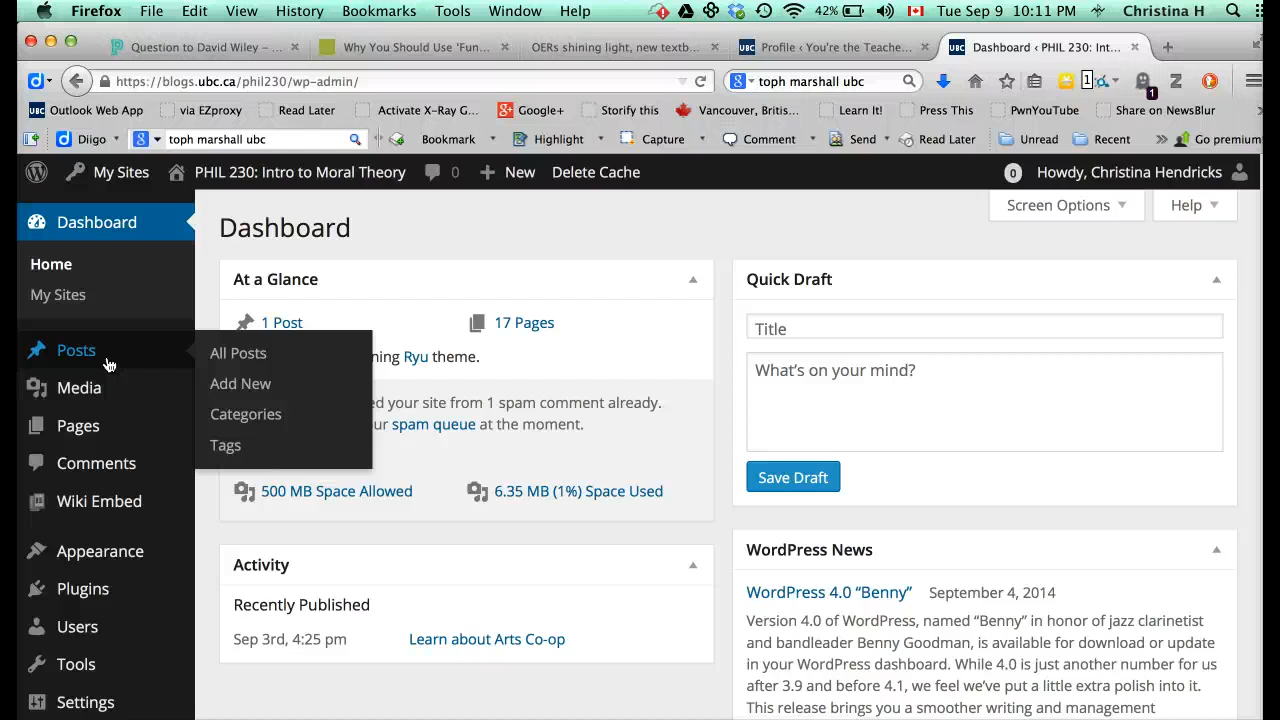 Firefox File Edit View History Bookmarks Tools Window Help 42% Tue Sep 9 10:11 PM Christina H
Question to David Wiley – ... × Why You Should Use ‘Fun... × OERs shining light, new textb... × UBC Profile ‹ You’re the Teache... × UBC Dashboard ‹ PHIL 230: Int... × +
https://blogs.ubc.ca/phil230/wp-admin/ toph marshall ubc 1 1
UBC Outlook Web App via EZproxy Read Later Activate X-Ray G... Google+ Storify this Vancouver, Britis... Learn It! Press This PwnYouTube Share on NewsBlur
Diigo toph marshall ubc Bookmark Highlight Capture Comment Send Read Later Unread Recent » Go premium
My Sites PHIL 230: Intro to Moral Theory 0 New Delete Cache 0 Howdy, Christina Hendricks
Dashboard
Home
My Sites
Posts
Media
Pages
Comments
Wiki Embed
Appearance
Plugins
Users
Tools
Settings
All Posts
Add New
Categories
Tags
Screen Options Help
Dashboard
At a Glance
1 Post 17 Pages
ning Ryu theme.
ed your site from 1 spam comment already.
ur spam queue at the moment.
500 MB Space Allowed 6.35 MB (1%) Space Used
Activity
Recently Published
Sep 3rd, 4:25 pm Learn about Arts Co-op
Quick Draft
Title
What’s on your mind?
Save Draft
WordPress News
WordPress 4.0 “Benny” September 4, 2014
Version 4.0 of WordPress, named “Benny” in honor of jazz clarinetist
and bandleader Benny Goodman, is available for download or update
in your WordPress dashboard. While 4.0 is just another number for us
after 3.9 and before 4.1, we feel we’ve put a little extra polish into it.
This release brings you a smoother writing and management